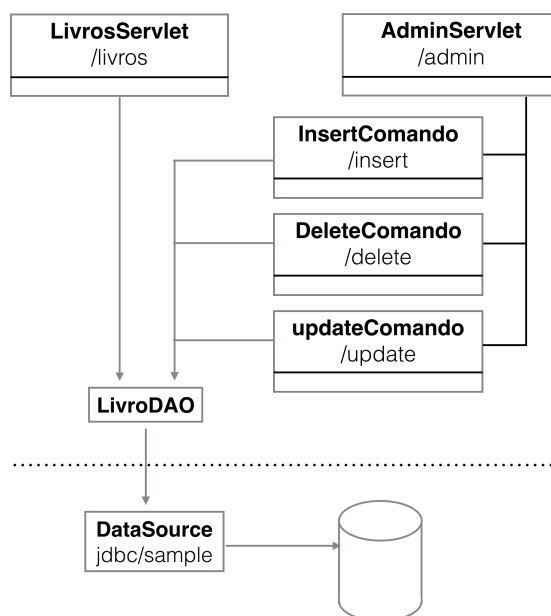 LivrosServlet
/livros
AdminServlet
/admin
InsertComando
/insert
DeleteComando
/delete
updateComando
/update
LivroDAO
DataSource
jdbc/sample